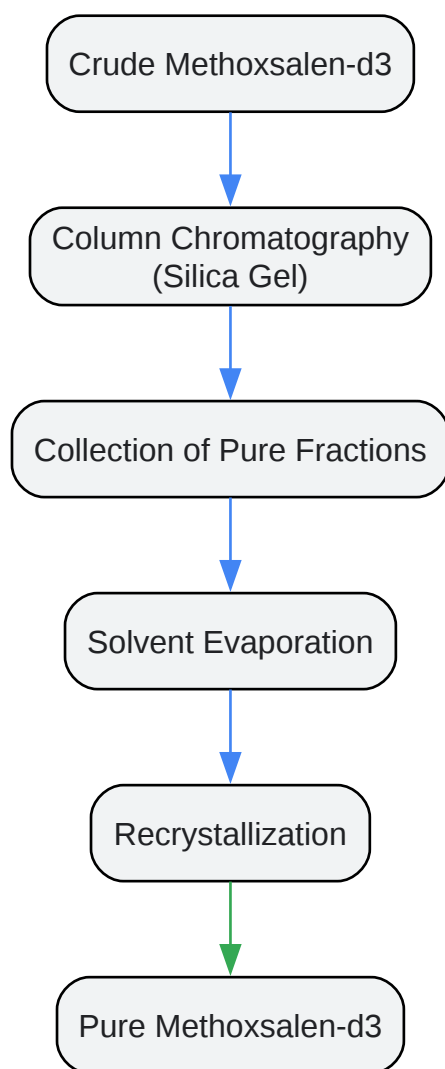 Crude Methoxsalen-d3
Column Chromatography
(Silica Gel)
Collection of Pure Fractions
Solvent Evaporation
Recrystallization
Pure Methoxsalen-d3